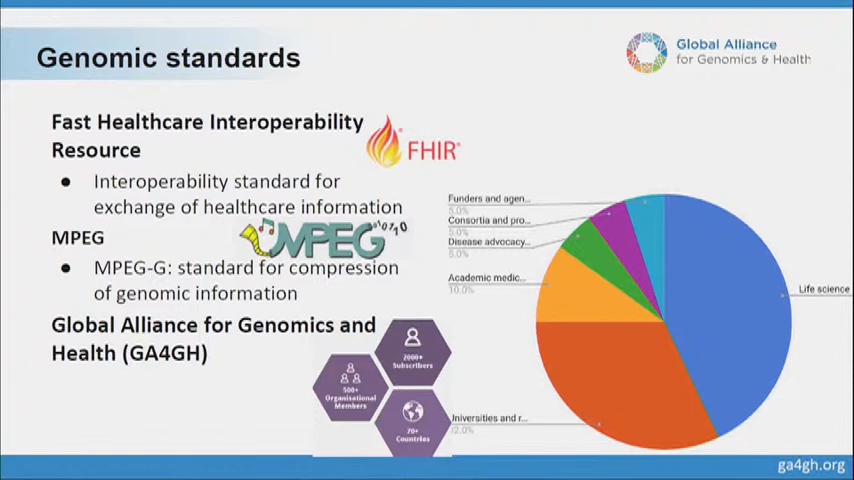 Genomic standards
Global Alliance
for Genomics & Health
Fast Healthcare Interoperability
Resource
FHIR
● Interoperability standard for
exchange of healthcare information
MPEG
MPEG
● MPEG-G: standard for compression
of genomic information
Global Alliance for Genomics and
Health (GA4GH)
2000+
Subscribers
500+
Organisational
Members
70+
Countries
Funders and agen...
5.0%
Consortia and pro...
5.0%
Disease advocacy...
5.0%
Academic medic...
10.0%
Universities and r...
Life science
ga4gh.org